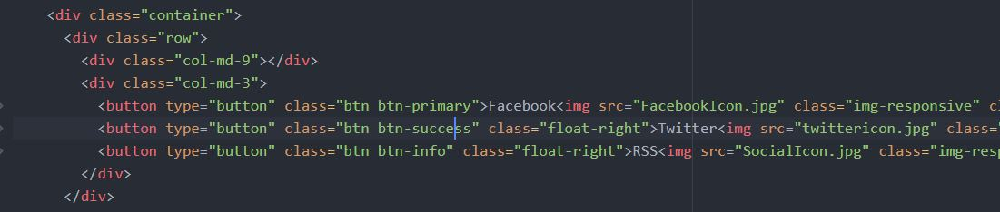 <div class="container">
<div class="row">
<div class="col-md-9"></div>
<div class="col-md-3">
<button type="button" class="btn btn-primary">Facebook<img src="FacebookIcon.jpg" class="img-responsive" cl
<button type="button" class="btn btn-success" class="float-right">Twitter<img src="twittericon.jpg" class="
<button type="button" class="btn btn-info" class="float-right">RSS<img src="SocialIcon.jpg" class="img-resp
</div>
</div>